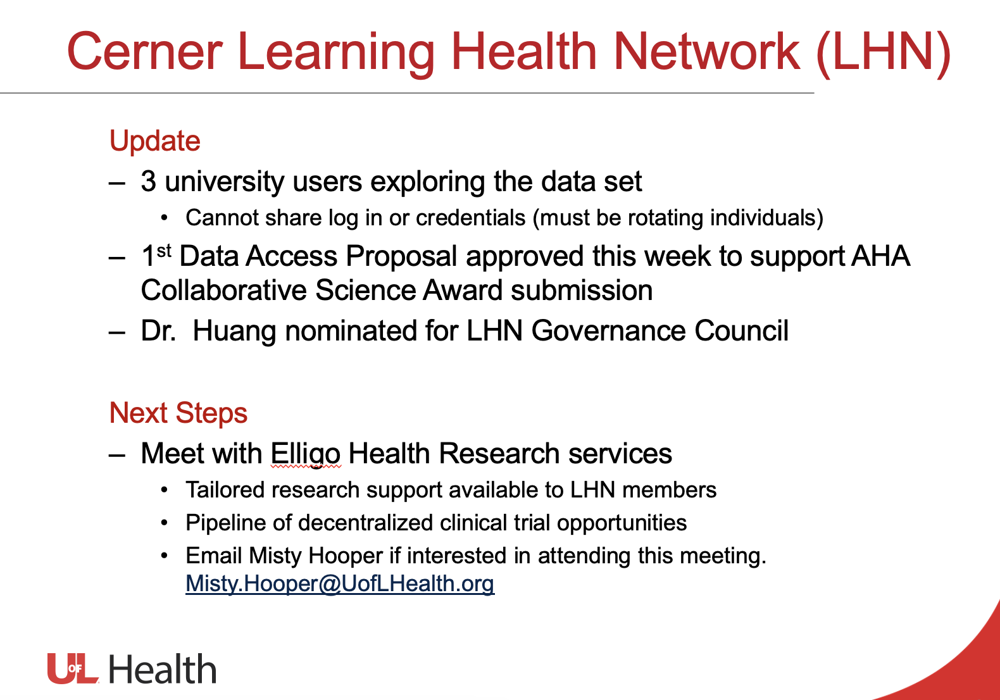 Cerner Learning Health Network (LHN)
Update
– 3 university users exploring the data set
• Cannot share log in or credentials (must be rotating individuals)
– 1st Data Access Proposal approved this week to support AHA
Collaborative Science Award submission
– Dr.  Huang nominated for LHN Governance Council
Next Steps
– Meet with Elligo Health Research services
• Tailored research support available to LHN members
• Pipeline of decentralized clinical trial opportunities
• Email Misty Hooper if interested in attending this meeting.
Misty.Hooper@UofLHealth.org
UofL Health